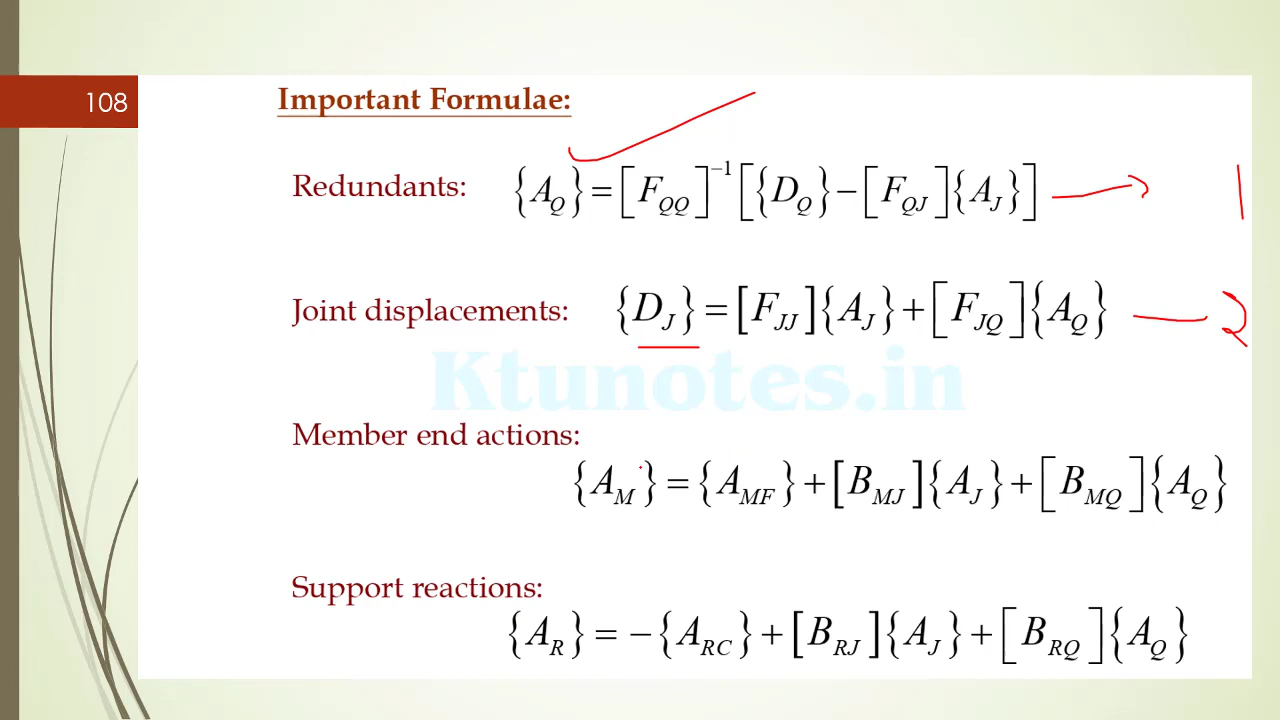 108
Important Formulae:
Redundants: {A_Q} = [F_QQ]^{-1} [{D_Q} − [F_QJ]{A_J}] → 1
Joint displacements: {D_J} = [F_JJ]{A_J} + [F_JQ]{A_Q} — 2
Ktunotes.in
Member end actions:
{A_M} = {A_MF} + [B_MJ]{A_J} + [B_MQ]{A_Q}
Support reactions:
{A_R} = −{A_RC} + [B_RJ]{A_J} + [B_RQ]{A_Q}